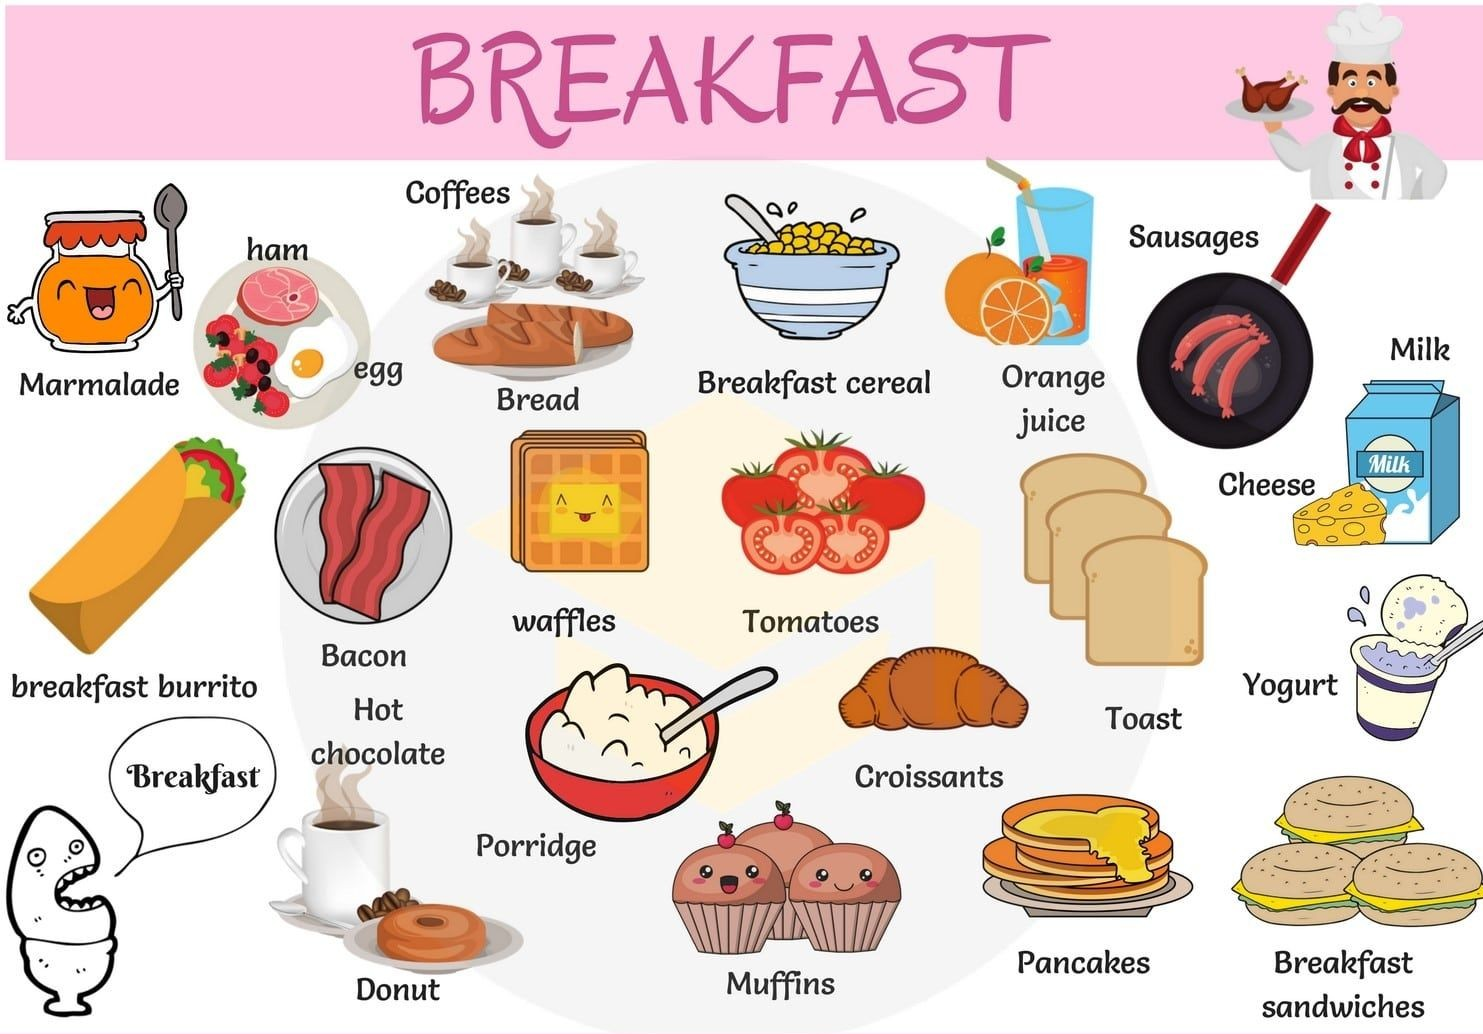 BREAKFAST
Coffees
Sausages
ham
Milk
egg
Marmalade
Bread
Breakfast cereal
Orange
juice
Milk
Cheese
waffles
Tomatoes
Bacon
breakfast burrito
Yogurt
Hot
chocolate
Toast
Breakfast
Croissants
Porridge
Donut
Muffins
Pancakes
Breakfast
sandwiches